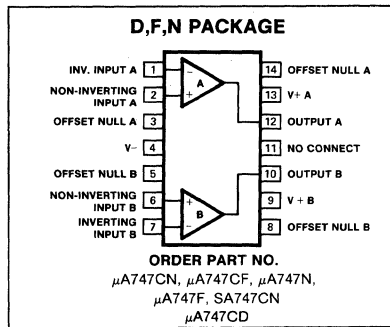 D,F,N PACKAGE
INV. INPUT A 1
NON-INVERTING INPUT A 2
OFFSET NULL A 3
V- 4
OFFSET NULL B 5
NON-INVERTING INPUT B 6
INVERTING INPUT B 7
- A +
+ B -
14 OFFSET NULL A
13 V+ A
12 OUTPUT A
11 NO CONNECT
10 OUTPUT B
9 V + B
8 OFFSET NULL B
ORDER PART NO.
μA747CN, μA747CF, μA747N,
μA747F, SA747CN
μA747CD